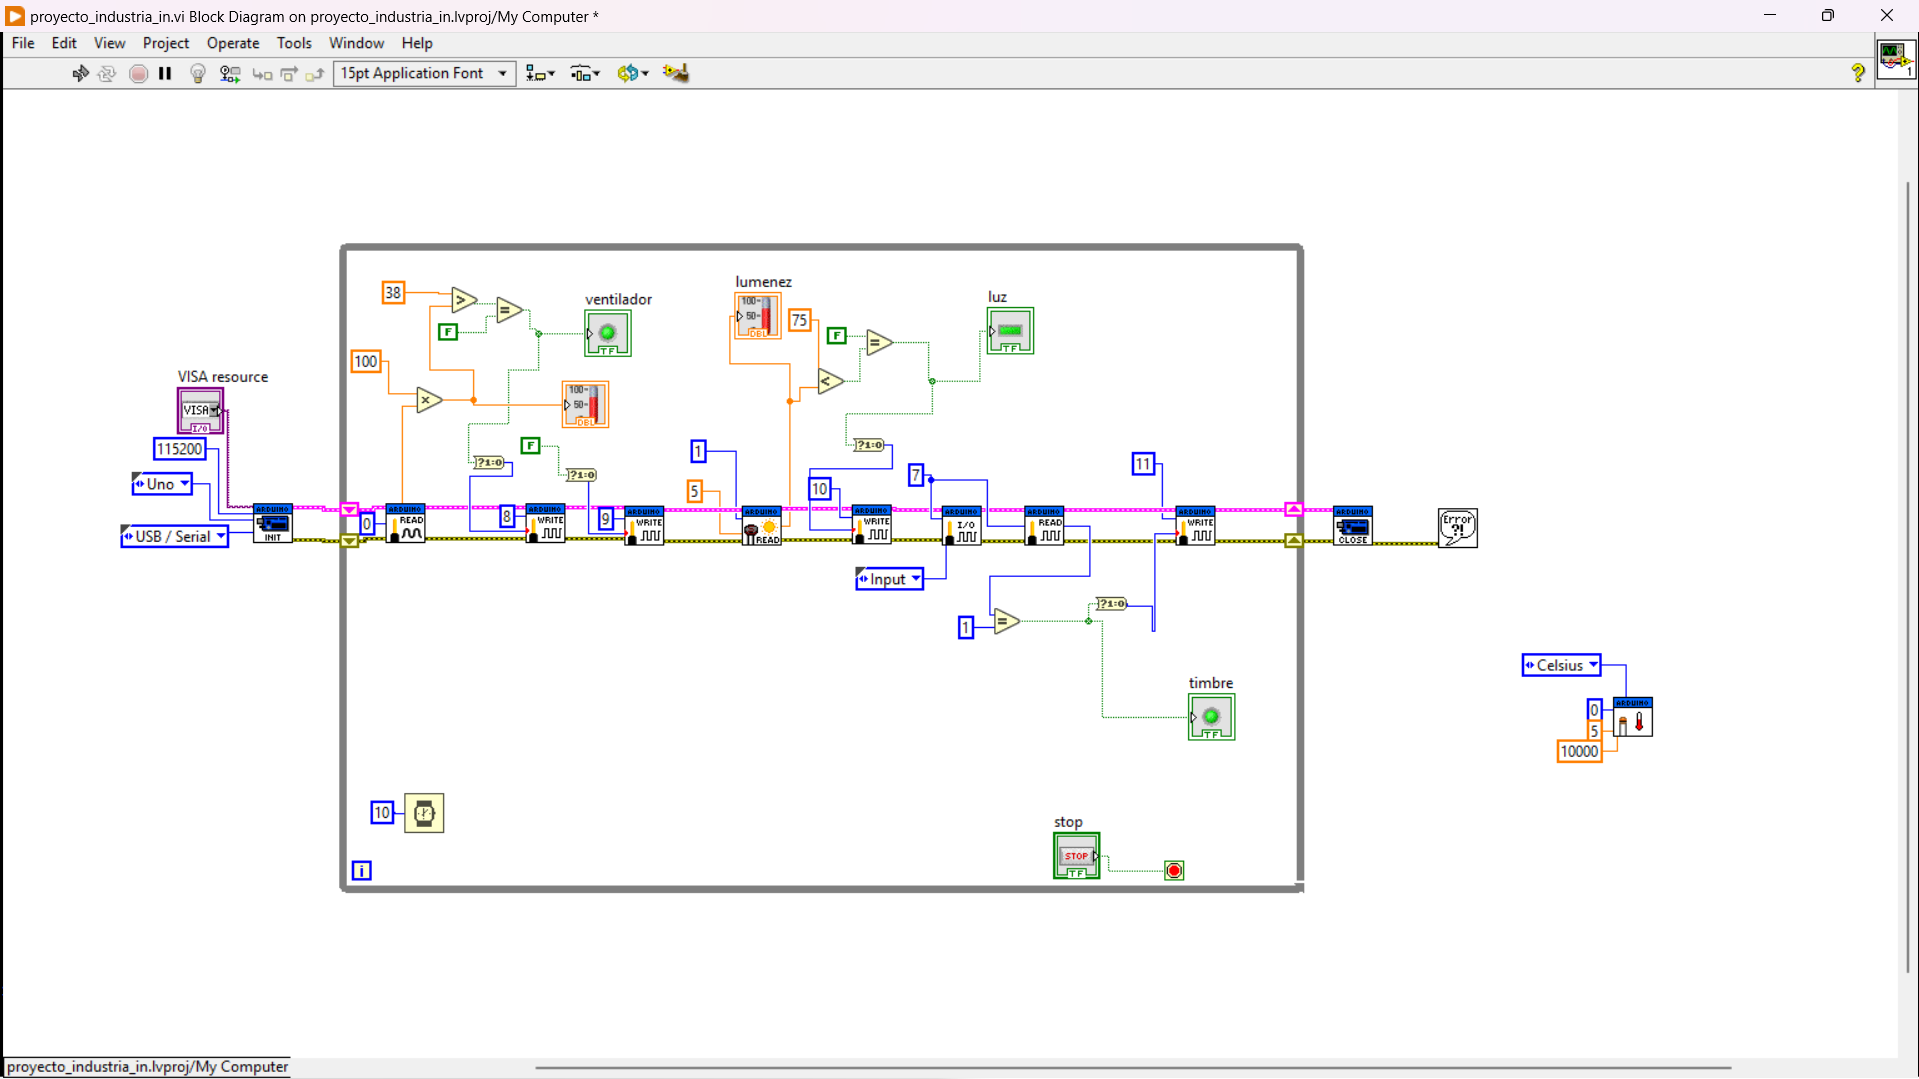 proyecto_industria_in.vi Block Diagram on proyecto_industria_in.lvproj/My Computer *
File Edit View Project Operate Tools Window Help
15pt Application Font
1
lumenez
luz
38
ventilador
100
50
DBL
75
F
F
TF
TF
100
VISA resource
100
50
DBL
VISA
I/O
115200
F
?1:0
1
?1:0
?1:0
7
11
Uno
5
10
ARDUINO
INIT
0
ARDUINO
READ
8
ARDUINO
WRITE
9
ARDUINO
WRITE
ARDUINO
READ
ARDUINO
WRITE
ARDUINO
I/O
ARDUINO
READ
ARDUINO
WRITE
ARDUINO
CLOSE
Error
?!
USB / Serial
Input
?1:0
1
Celsius
timbre
TF
0
ARDUINO
5
10000
10
stop
STOP
TF
i
proyecto_industria_in.lvproj/My Computer